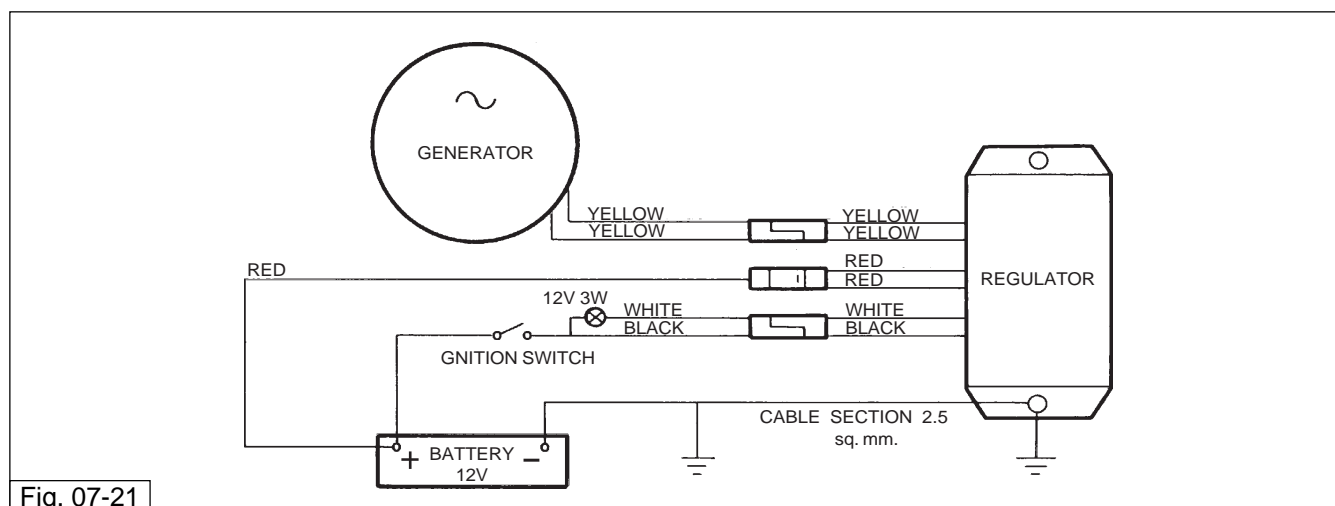 GENERATOR
YELLOW YELLOW
YELLOW YELLOW
RED RED
RED REGULATOR
12V 3W WHITE WHITE
BLACK BLACK
GNITION SWITCH
CABLE SECTION 2.5
sq. mm.
+ BATTERY −
12V
Fig. 07-21